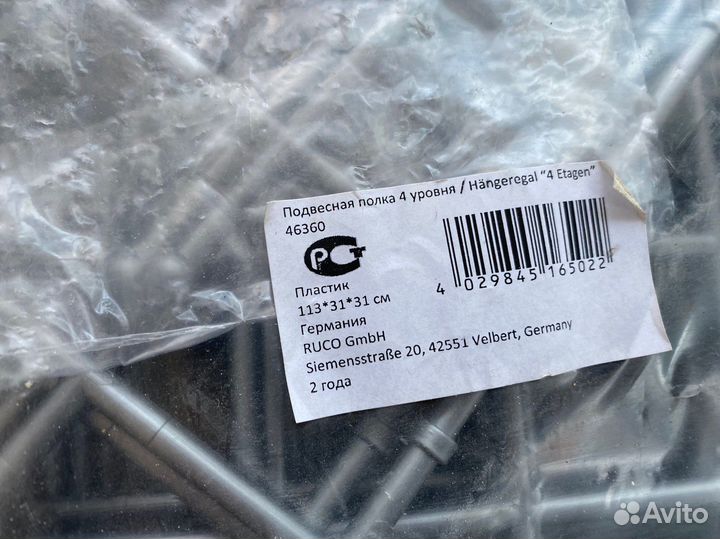 Подвесная полка 4 уровня / Hängeregal "4 Etagen"
46360
РСТ
Пластик
113*31*31 см
Германия
RUCO GmbH
Siemensstraße 20, 42551 Velbert, Germany
2 года
4 029845 165022
Avito